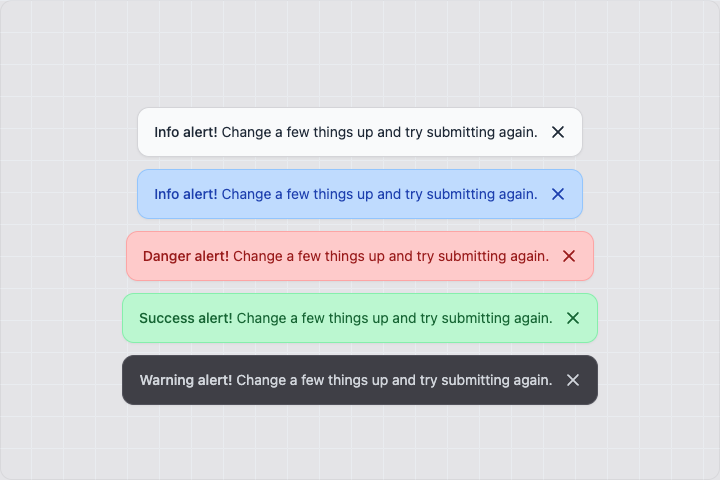 Info alert! Change a few things up and try submitting again.
Info alert! Change a few things up and try submitting again.
Danger alert! Change a few things up and try submitting again.
Success alert! Change a few things up and try submitting again.
Warning alert! Change a few things up and try submitting again.